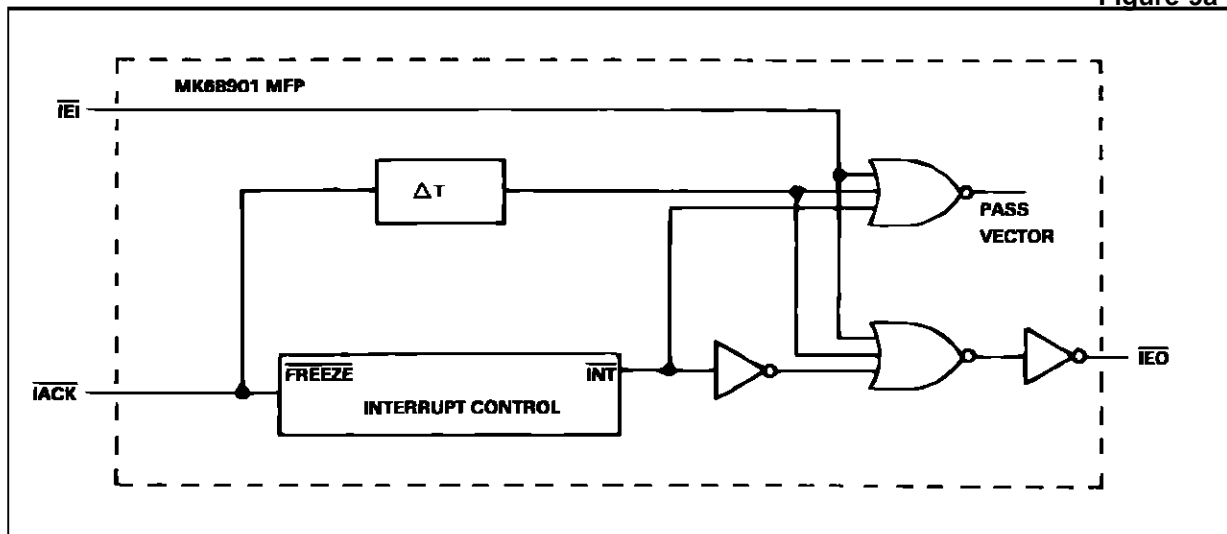 Figure 9a
MK68901 MFP
IEI
ΔT
PASS
VECTOR
FREEZE
INT
IEO
IACK
INTERRUPT CONTROL